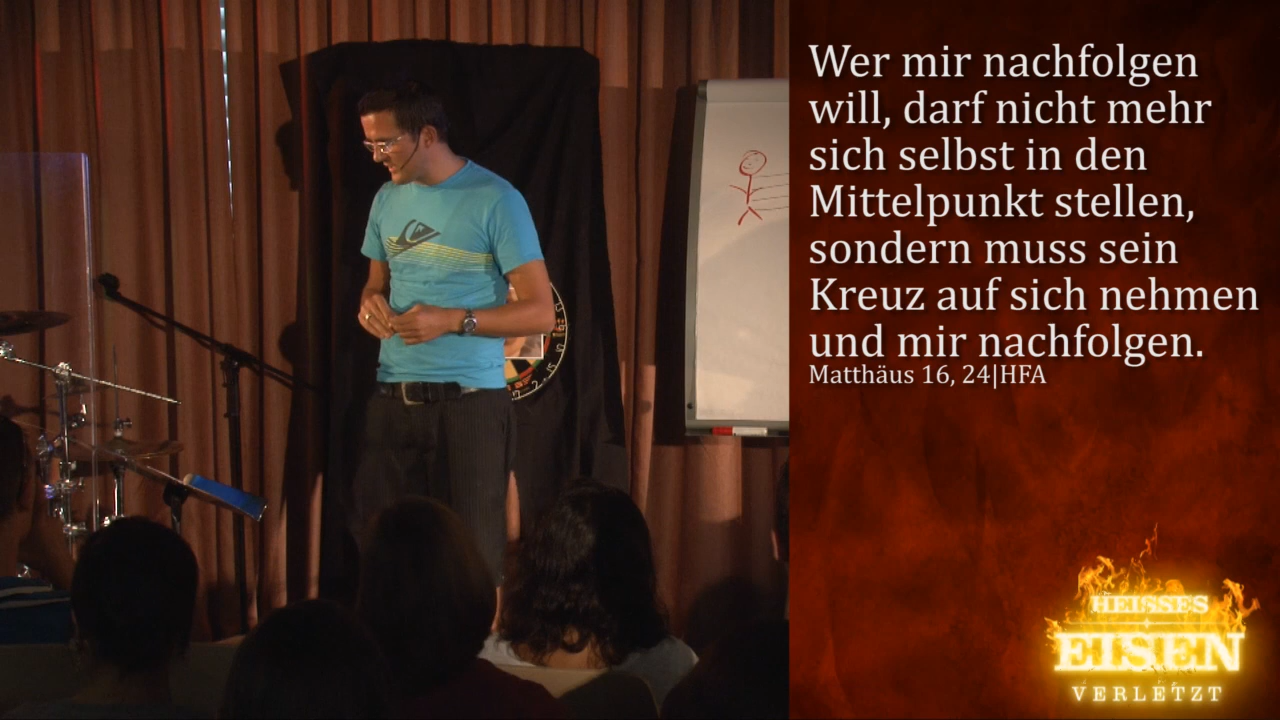 Wer mir nachfolgen
will, darf nicht mehr
sich selbst in den
Mittelpunkt stellen,
sondern muss sein
Kreuz auf sich nehmen
und mir nachfolgen.
Matthäus 16, 24|HFA
HEISSES
EISEN
VERLETZT